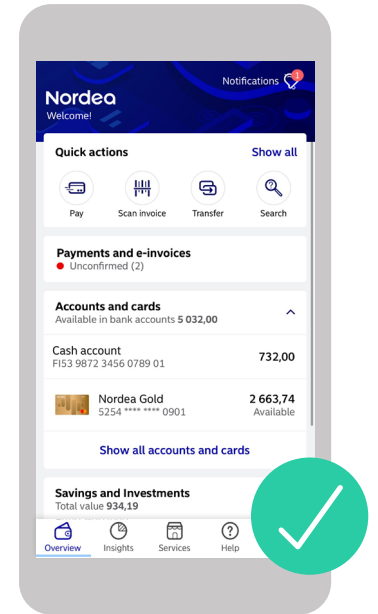 Notifications
1
Nordea
Welcome!
Quick actions Show all
Pay Scan invoice Transfer Search
Payments and e-invoices
Unconfirmed (2)
Accounts and cards
Available in bank accounts 5 032,00
Cash account
FI53 9872 3456 0789 01
732,00
Nordea Gold
5254 **** **** 0901
2 663,74
Available
Show all accounts and cards
Savings and Investments
Total value 934,19
Overview Insights Services Help